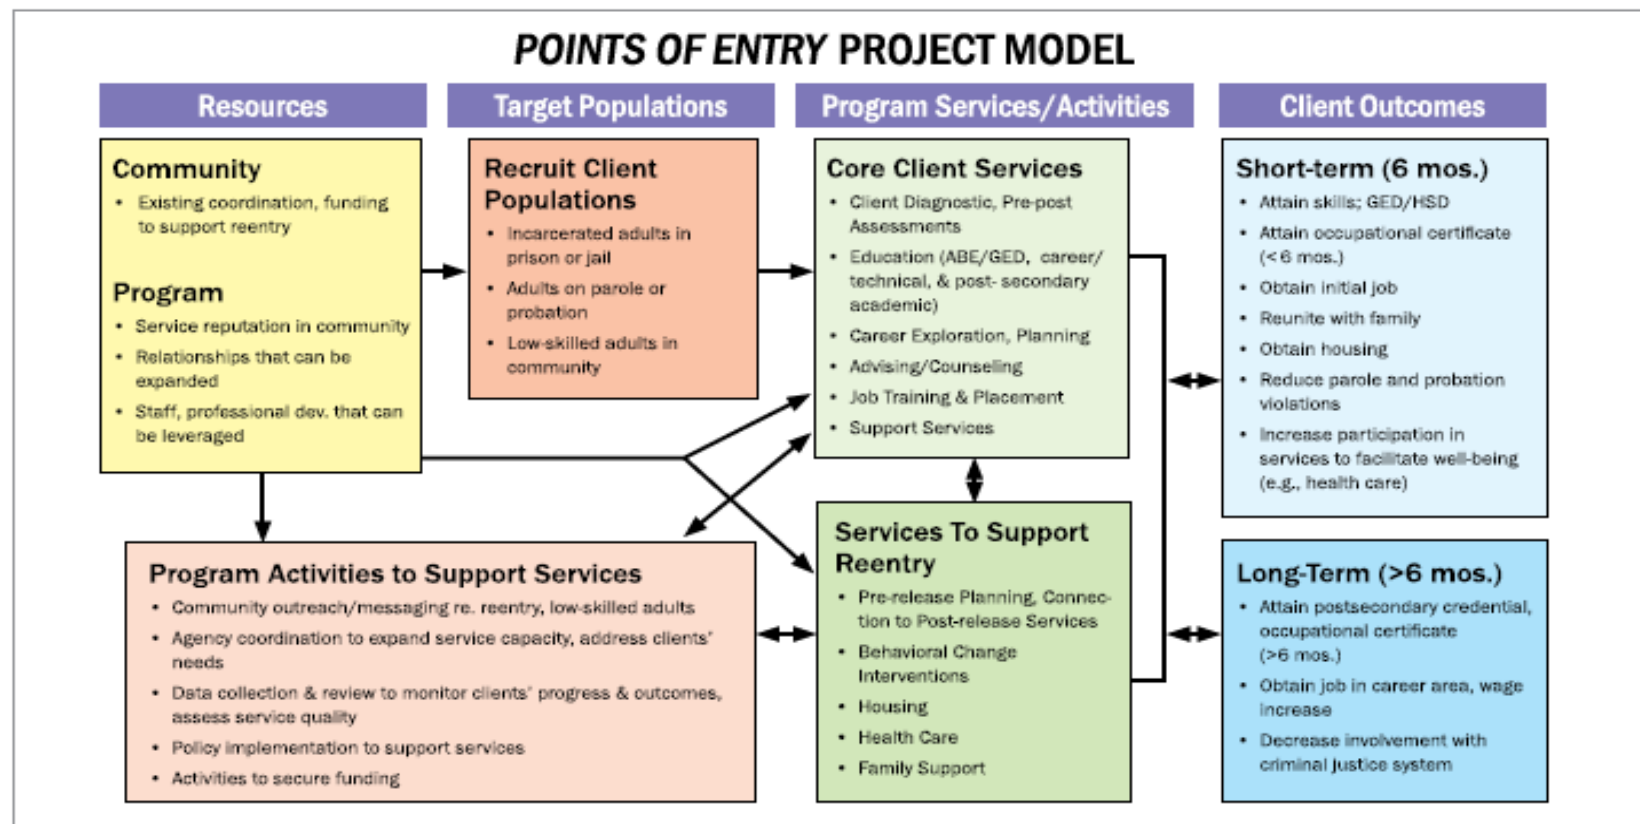 POINTS OF ENTRY PROJECT MODEL
Resources
Target Populations
Program Services/Activities
Client Outcomes
Community
• Existing coordination, funding
to support reentry
Program
• Service reputation in community
• Relationships that can be
expanded
• Staff, professional dev. that can
be leveraged
Recruit Client
Populations
• Incarcerated adults in
prison or jail
• Adults on parole or
probation
• Low-skilled adults in
community
Core Client Services
• Client Diagnostic, Pre-post
Assessments
• Education (ABE/GED, career/
technical, & post- secondary
academic)
• Career Exploration, Planning
• Advising/Counseling
• Job Training & Placement
• Support Services
Short-term (6 mos.)
• Attain skills; GED/HSD
• Attain occupational certificate
(<6 mos.)
• Obtain initial job
• Reunite with family
• Obtain housing
• Reduce parole and probation
violations
• Increase participation in
services to facilitate well-being
(e.g., health care)
Program Activities to Support Services
• Community outreach/messaging re. reentry, low-skilled adults
• Agency coordination to expand service capacity, address clients'
needs
• Data collection & review to monitor clients' progress & outcomes,
assess service quality
• Policy implementation to support services
• Activities to secure funding
Services To Support
Reentry
• Pre-release Planning, Connec-
tion to Post-release Services
• Behavioral Change
Interventions
• Housing
• Health Care
• Family Support
Long-Term (>6 mos.)
• Attain postsecondary credential,
occupational certificate
(>6 mos.)
• Obtain job in career area, wage
increase
• Decrease involvement with
criminal justice system